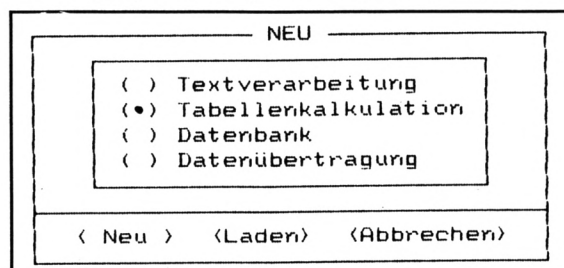 NEU
( ) Textverarbeitung
(•) Tabellenkalkulation
( ) Datenbank
( ) Datenübertragung
< Neu > <Laden> <Abbrechen>